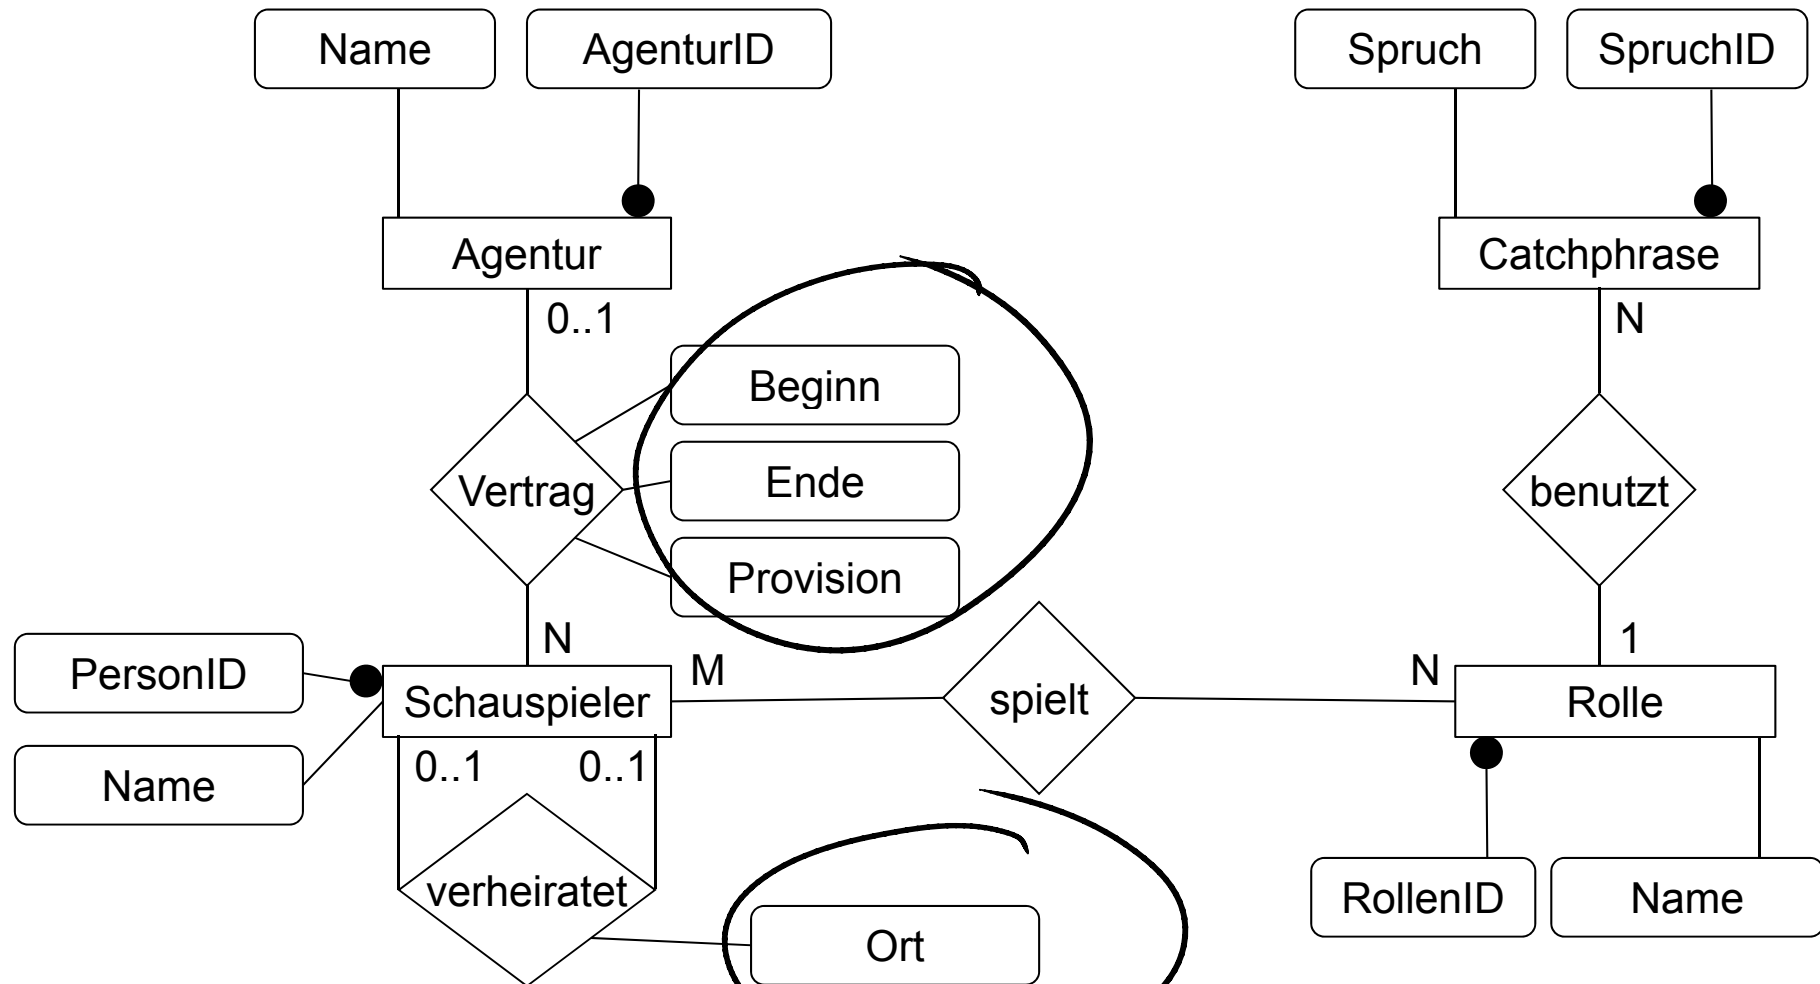 Name
AgenturID
Spruch
SpruchID
Agentur
Catchphrase
0..1
N
Beginn
Ende
Vertrag
benutzt
Provision
N
1
PersonID
Schauspieler
M
spielt
N
Rolle
0..1
0..1
Name
verheiratet
RollenID
Name
Ort